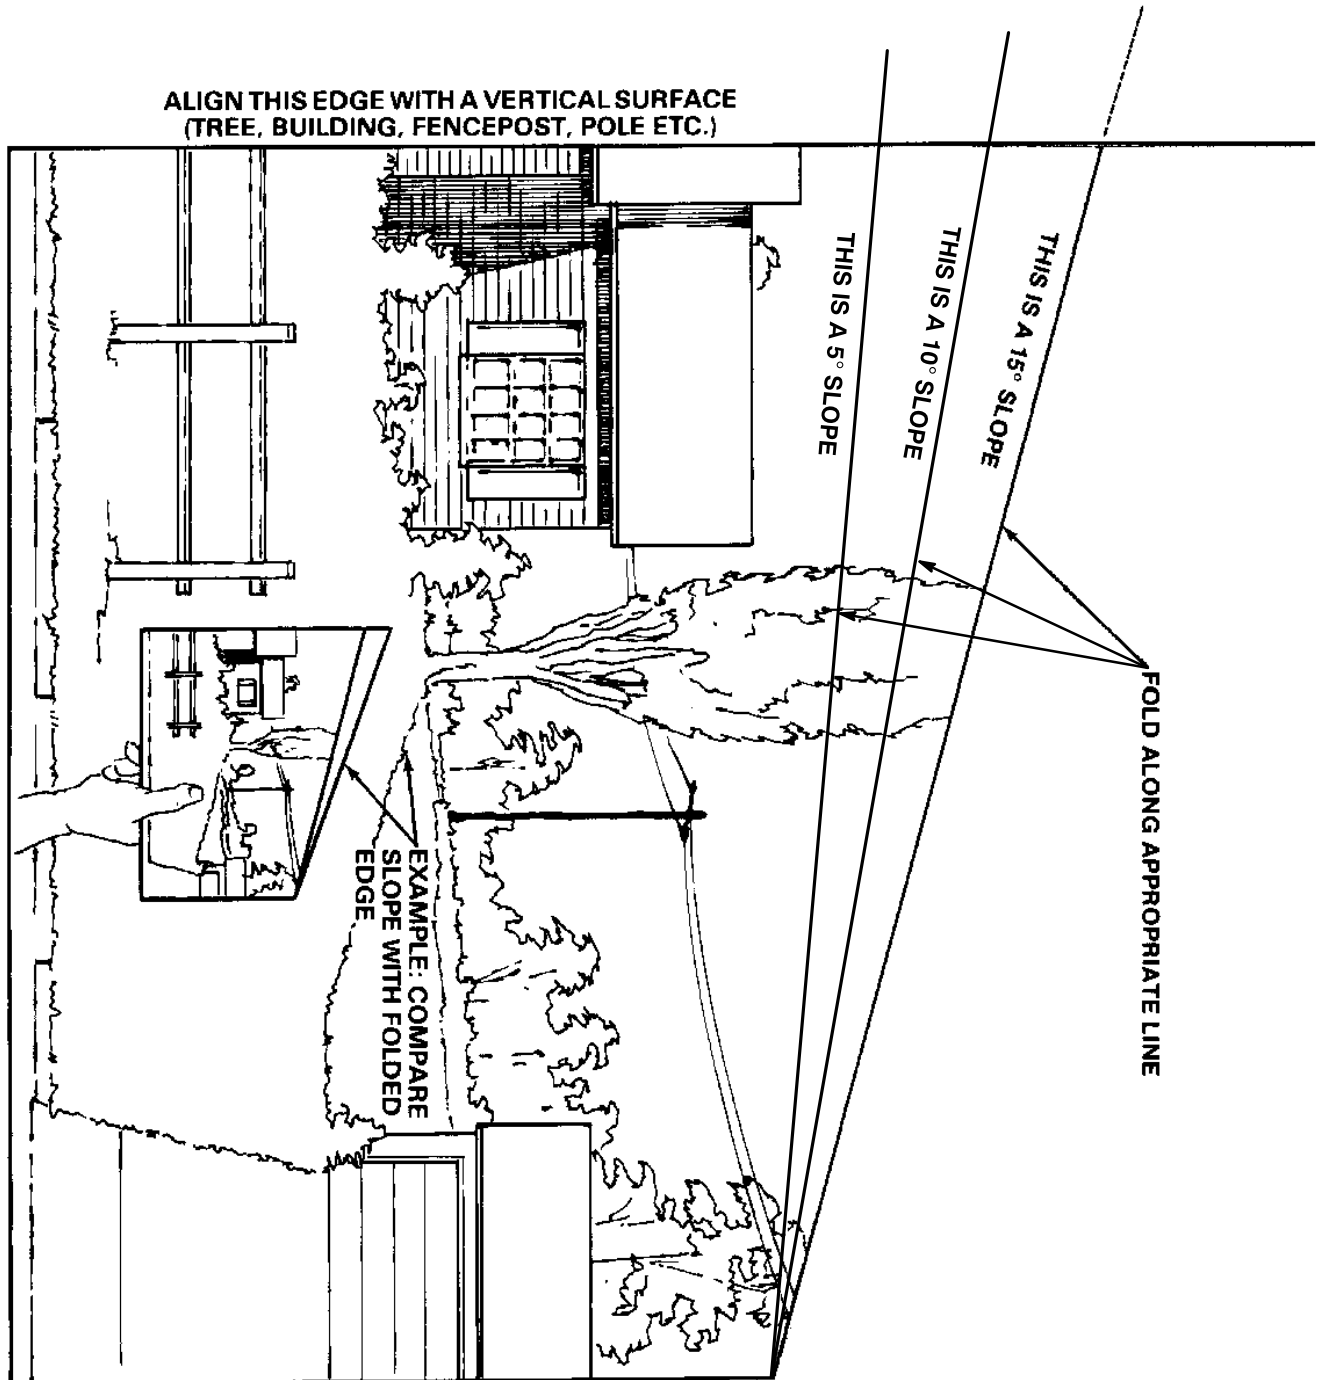 ALIGN THIS EDGE WITH A VERTICAL SURFACE
(TREE, BUILDING, FENCEPOST, POLE ETC.)
THIS IS A 5° SLOPE
THIS IS A 10° SLOPE
THIS IS A 15° SLOPE
FOLD ALONG APPROPRIATE LINE
EXAMPLE: COMPARE
SLOPE WITH FOLDED
EDGE